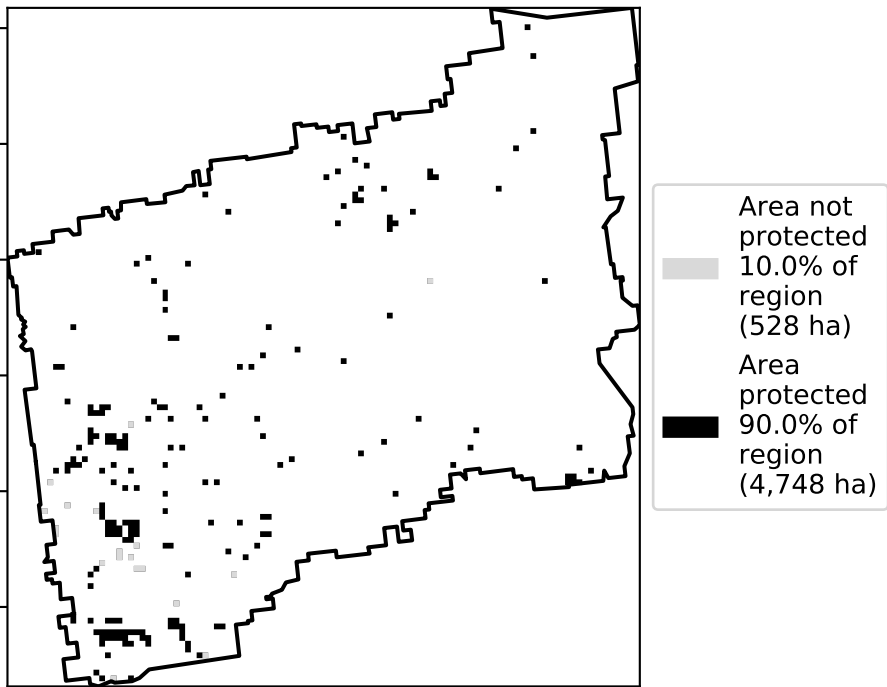 Area not
protected
10.0% of
region
(528 ha)
Area
protected
90.0% of
region
(4,748 ha)